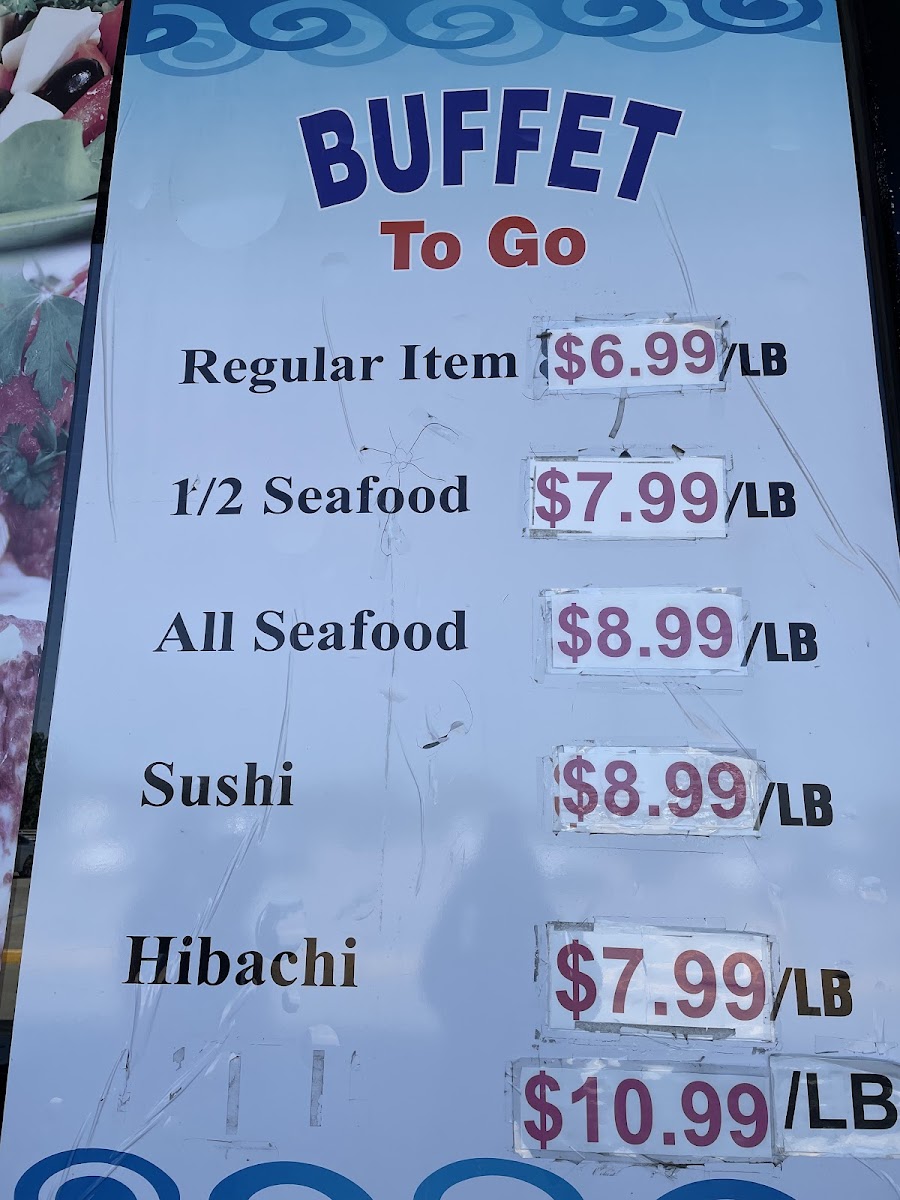 BUFFET
To Go
Regular Item $6.99/LB
1/2 Seafood $7.99/LB
All Seafood $8.99/LB
Sushi $8.99/LB
Hibachi $7.99/LB
$10.99/LB